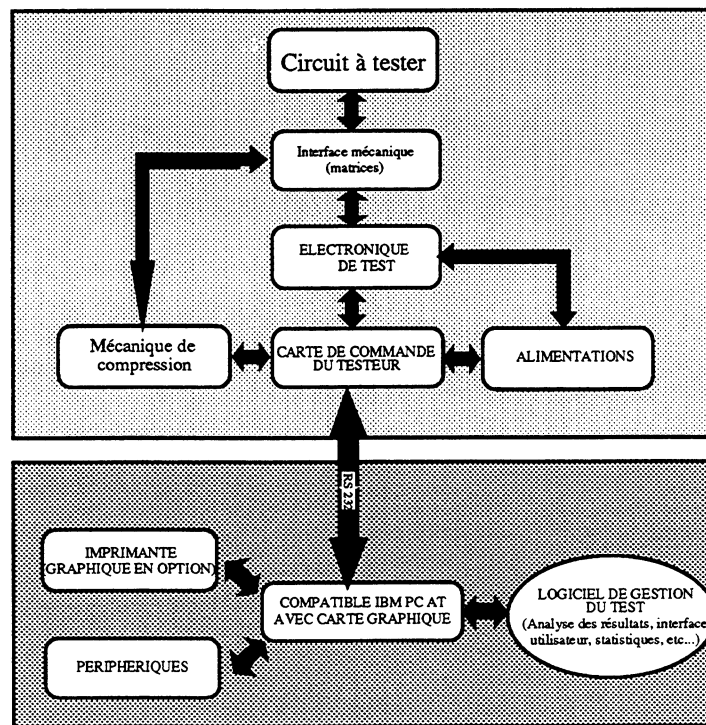 Circuit à tester
Interface mécanique
(matrices)
ELECTRONIQUE
DE TEST
Mécanique de
compression
CARTE DE COMMANDE
DU TESTEUR
ALIMENTATIONS
RS 232
IMPRIMANTE
(GRAPHIQUE EN OPTION)
COMPATIBLE IBM PC AT
AVEC CARTE GRAPHIQUE
LOGICIEL DE GESTION
DU TEST
(Analyse des résultats, interface
utilisateur, statistiques, etc...)
PERIPHERIQUES